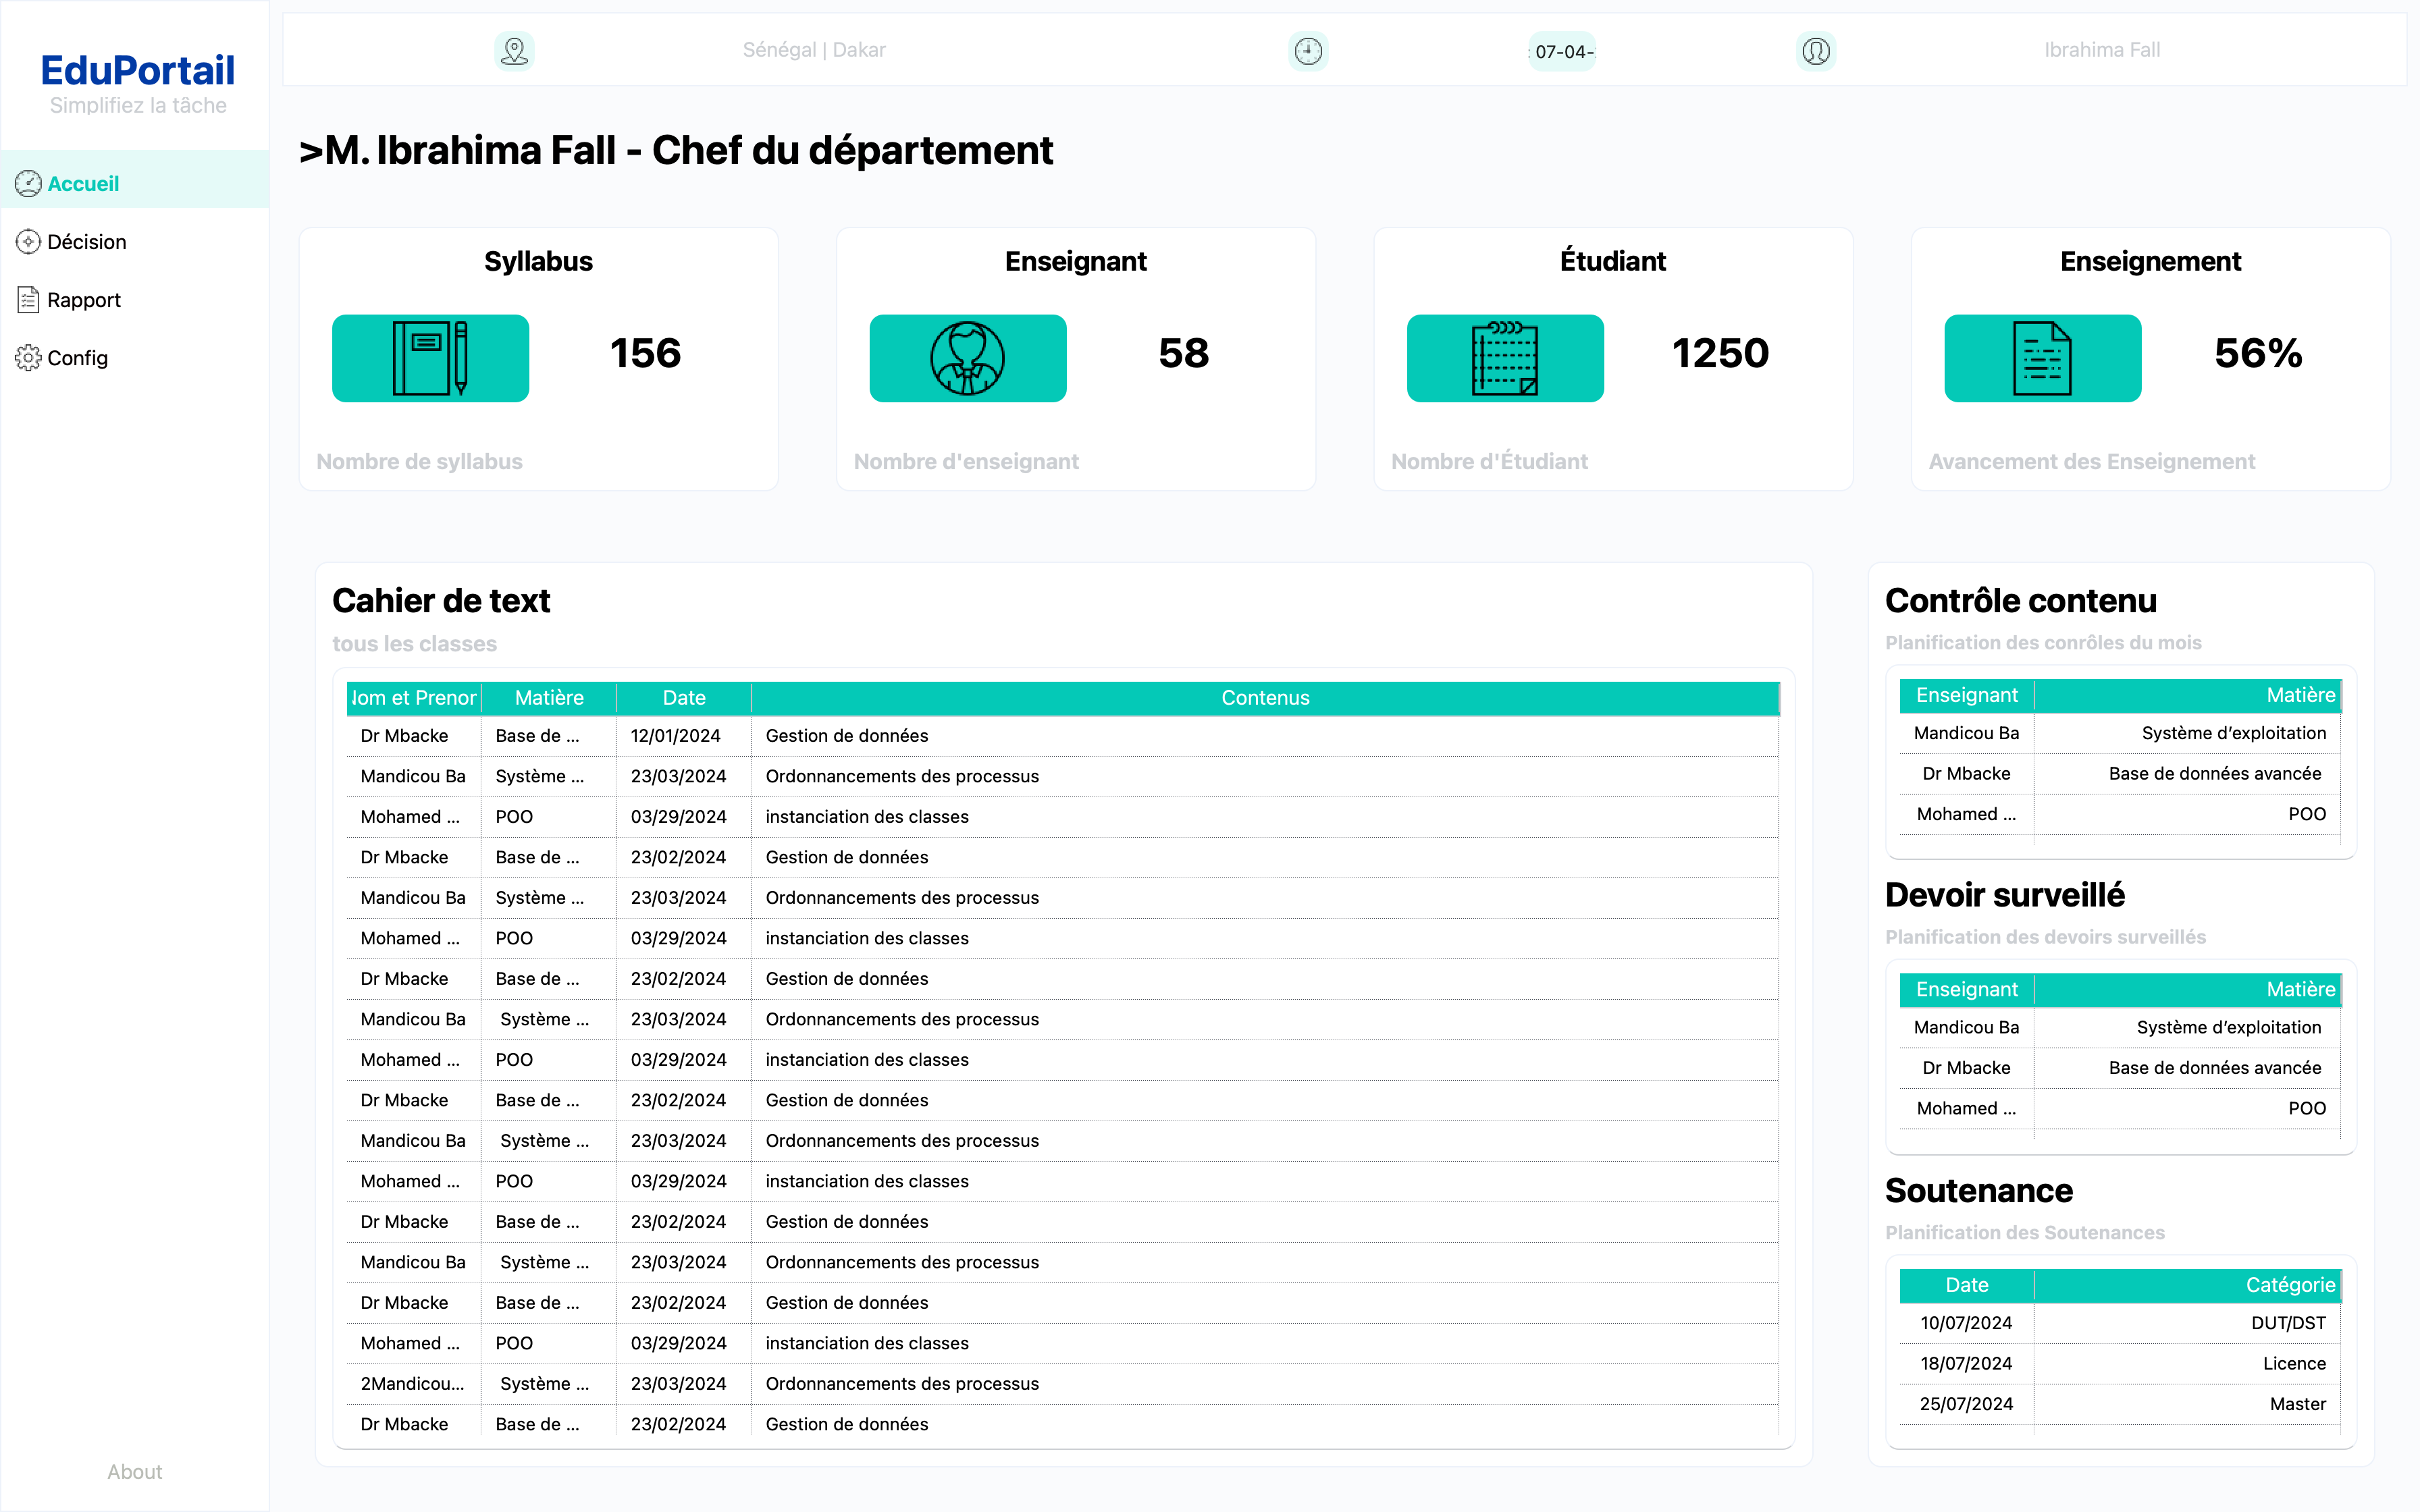 EduPortail
Simplifiez la tâche
Accueil
Décision
Rapport
Config
About
Sénégal | Dakar
07-04-
Ibrahima Fall
>M. Ibrahima Fall - Chef du département
Syllabus
156
Nombre de syllabus
Enseignant
58
Nombre d'enseignant
Étudiant
1250
Nombre d'Étudiant
Enseignement
56%
Avancement des Enseignement
Cahier de text
tous les classes
et Matière Date Contenus
Dr Mbacke Base de ... 12/01/2024 Gestion de données
Mandicou Ba Système ... 23/03/2024 Ordonnancements des processus
Mohamed ... POO 03/29/2024 instanciation des classes
Dr Mbacke Base de ... 23/02/2024 Gestion de données
Mandicou Ba Système ... 23/03/2024 Ordonnancements des processus
Mohamed ... POO 03/29/2024 instanciation des classes
Dr Mbacke Base de ... 23/02/2024 Gestion de données
Mandicou Ba Système ... 23/03/2024 Ordonnancements des processus
Mohamed ... POO 03/29/2024 instanciation des classes
Dr Mbacke Base de ... 23/02/2024 Gestion de données
Mandicou Ba Système ... 23/03/2024 Ordonnancements des processus
Mohamed ... POO 03/29/2024 instanciation des classes
Dr Mbacke Base de ... 23/02/2024 Gestion de données
Mandicou Ba Système ... 23/03/2024 Ordonnancements des processus
Dr Mbacke Base de ... 23/02/2024 Gestion de données
Mohamed ... POO 03/29/2024 instanciation des classes
2Mandicou... Système ... 23/03/2024 Ordonnancements des processus
Dr Mbacke Base de ... 23/02/2024 Gestion de données
Contrôle contenu
Planification des conrôles du mois
Enseignant Matière
Mandicou Ba Système d’exploitation
Dr Mbacke Base de données avancée
Mohamed ... POO
Devoir surveillé
Planification des devoirs surveillés
Enseignant Matière
Mandicou Ba Système d’exploitation
Dr Mbacke Base de données avancée
Mohamed ... POO
Soutenance
Planification des Soutenances
Date Catégorie
10/07/2024 DUT/DST
18/07/2024 Licence
25/07/2024 Master